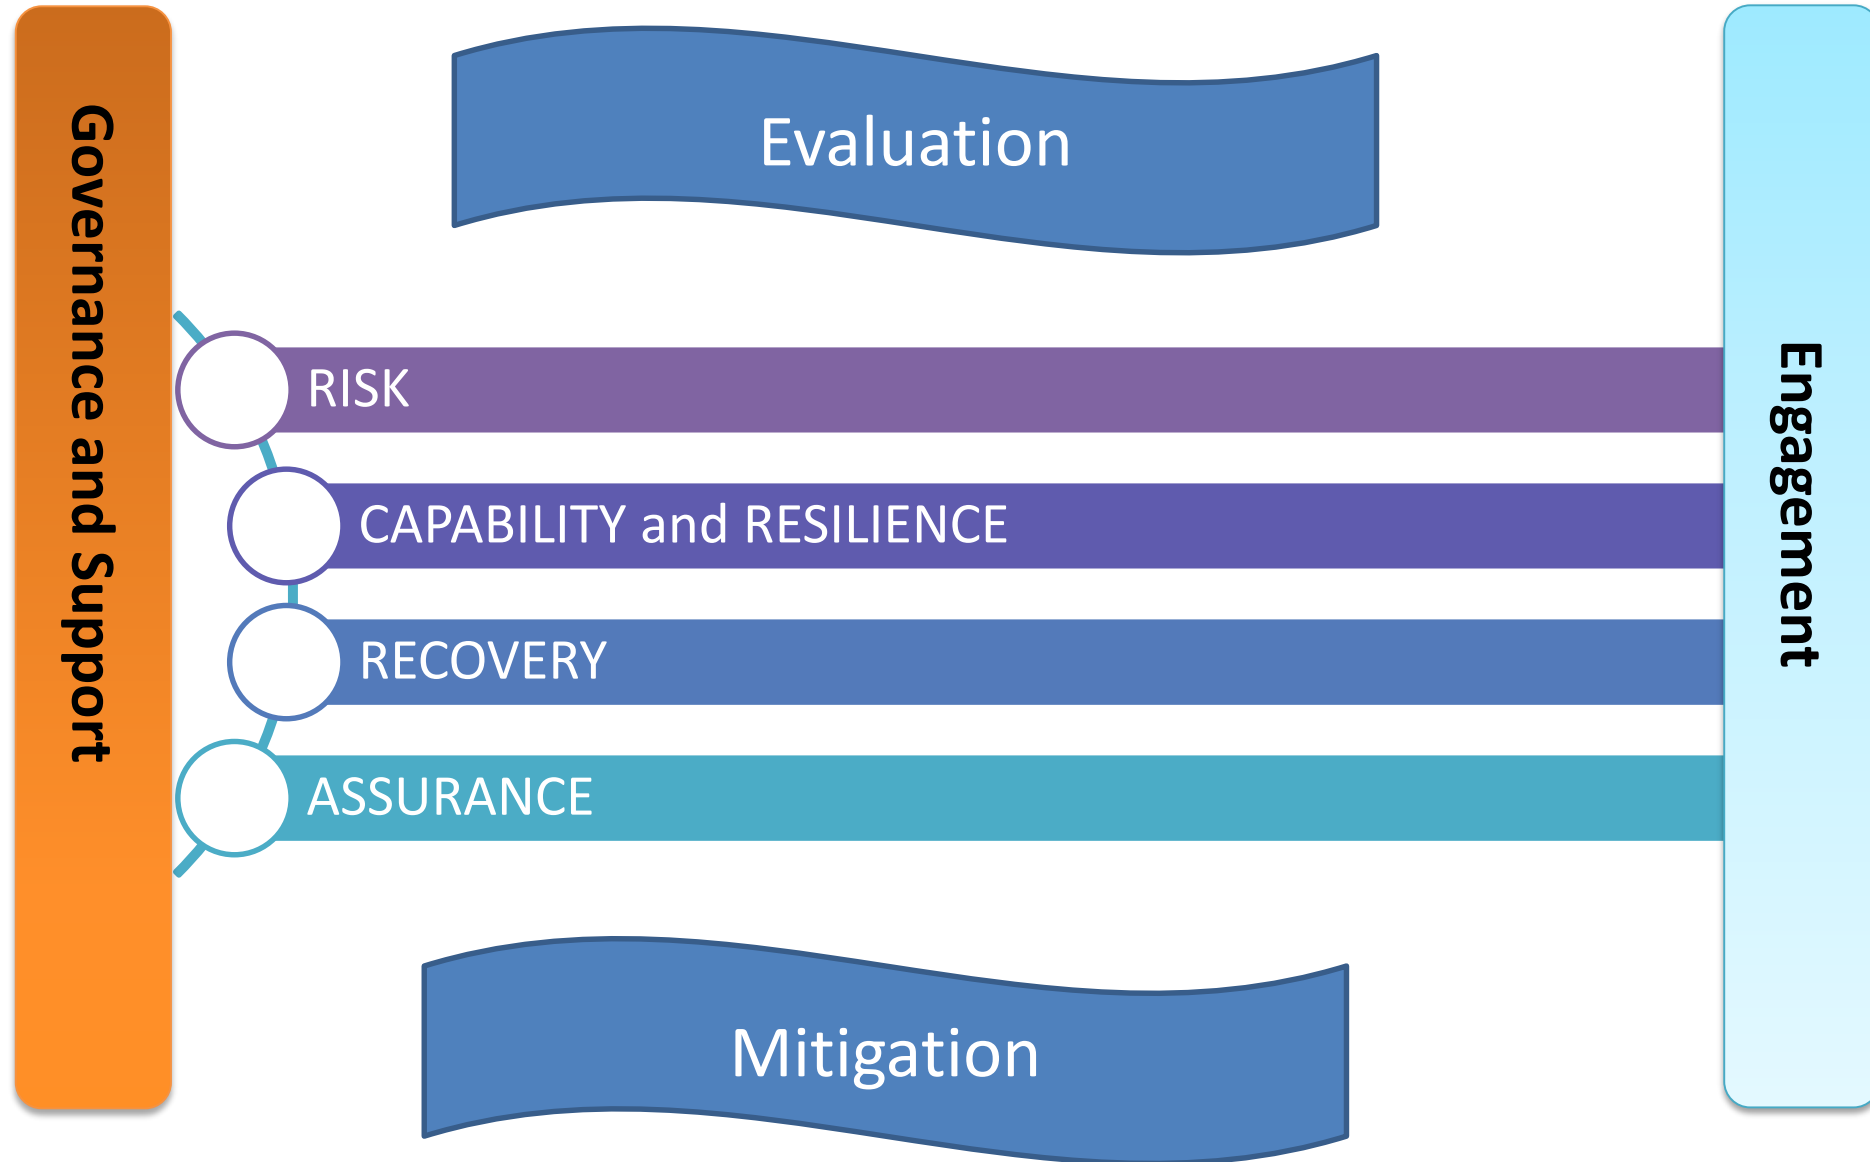 Governance and Support
Evaluation
RISK
CAPABILITY and RESILIENCE
RECOVERY
ASSURANCE
Mitigation
Engagement